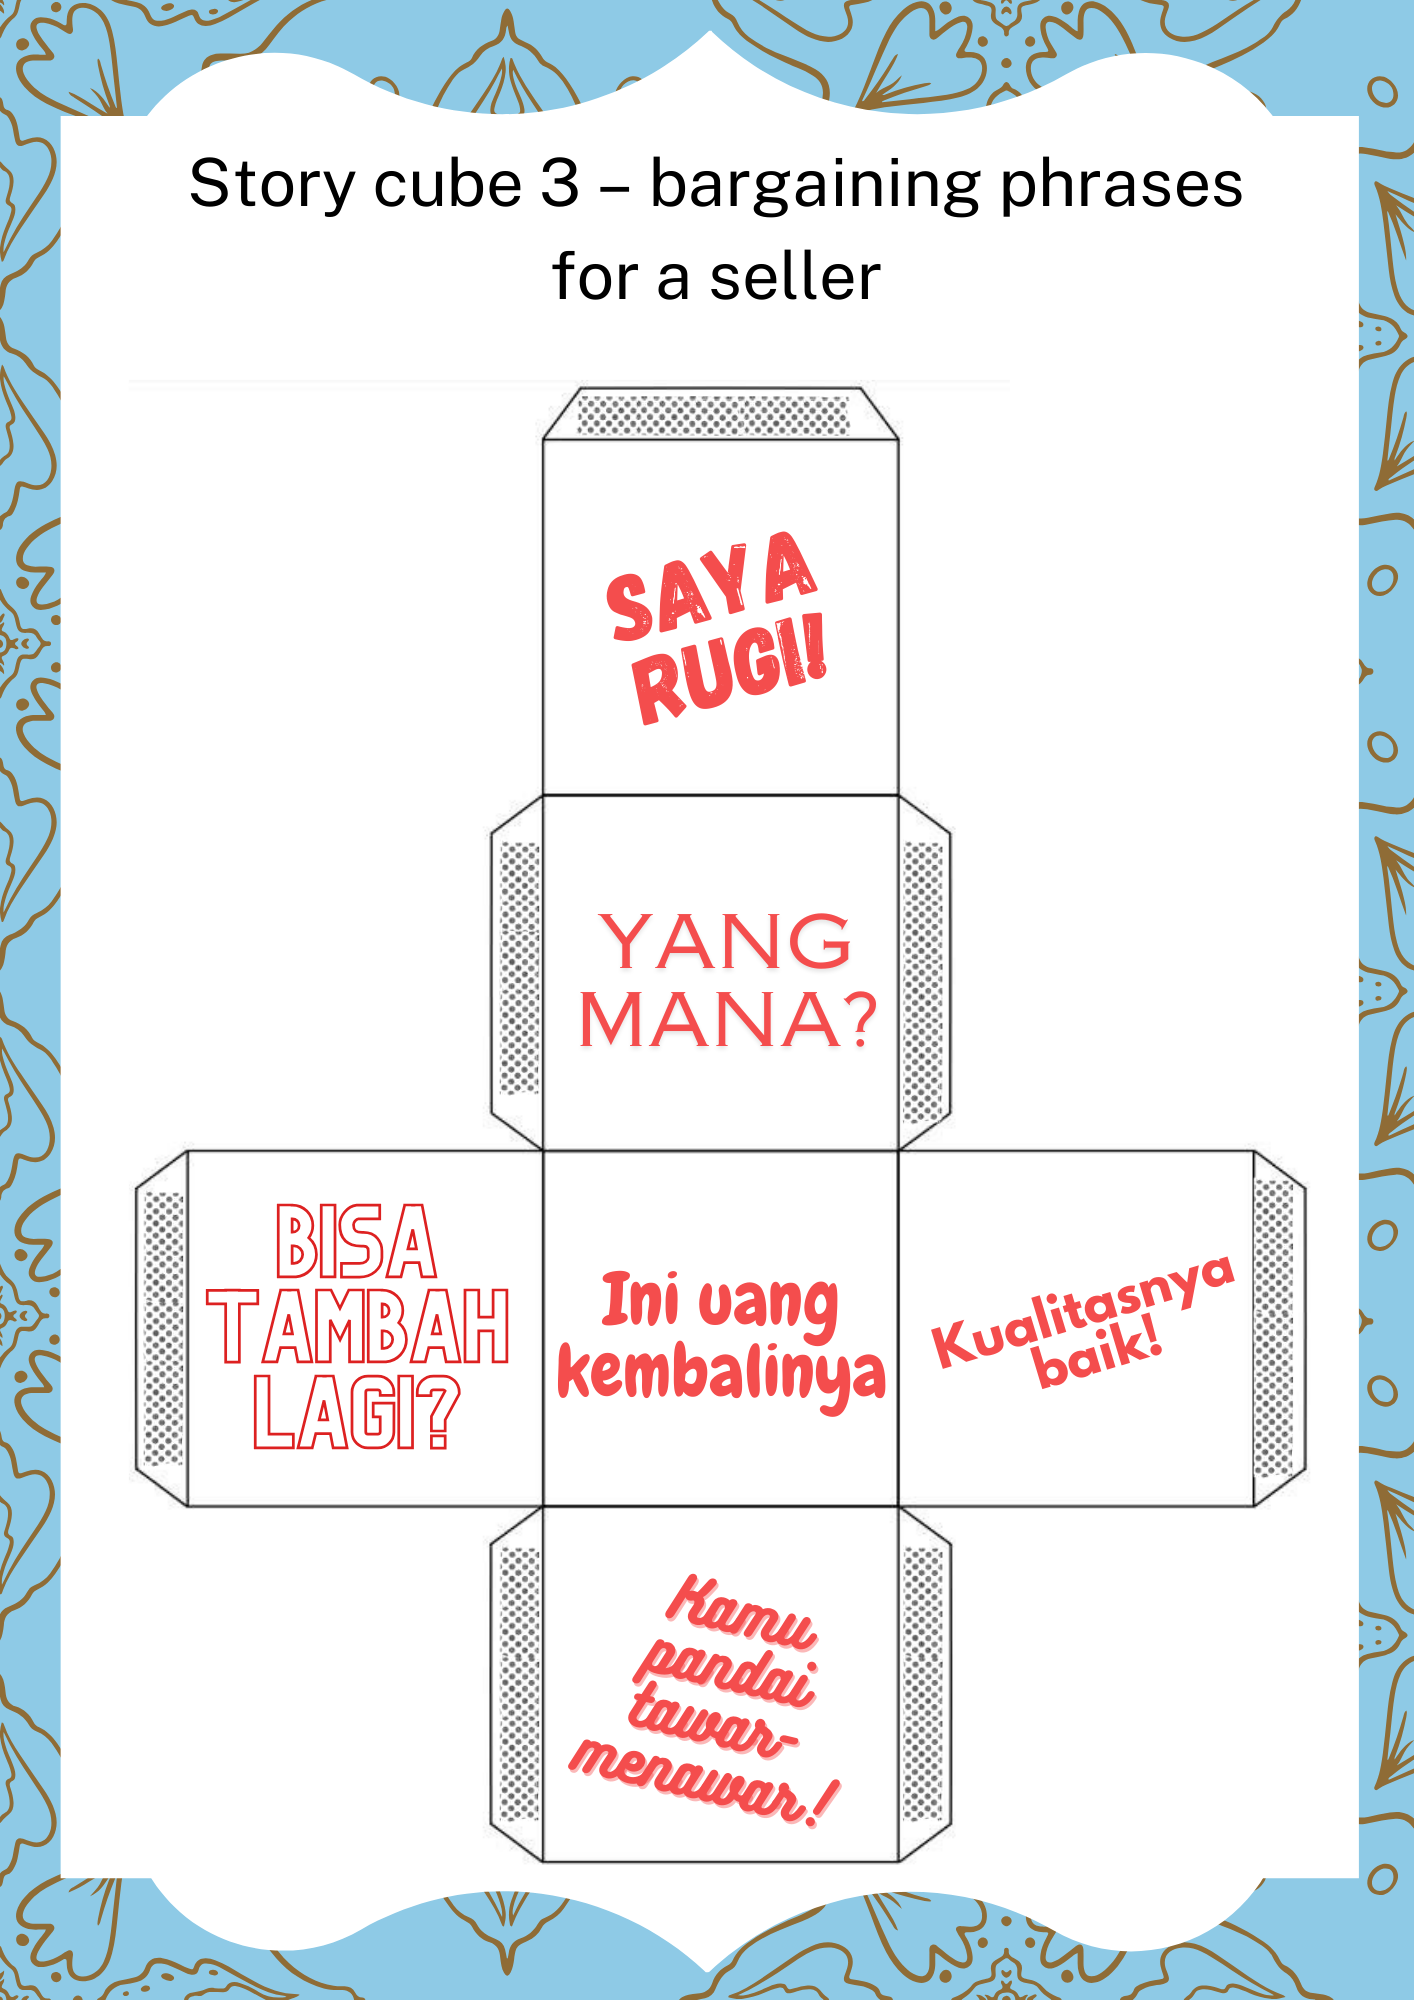 Story cube 3 – bargaining phrases
for a seller
SAYA
RUGI!
YANG
MANA?
BISA
TAMBAH
LAGI?
Ini uang
kembalinya
Kualitasnya
baik!
Kamu
pandai
tawar-
menawar!